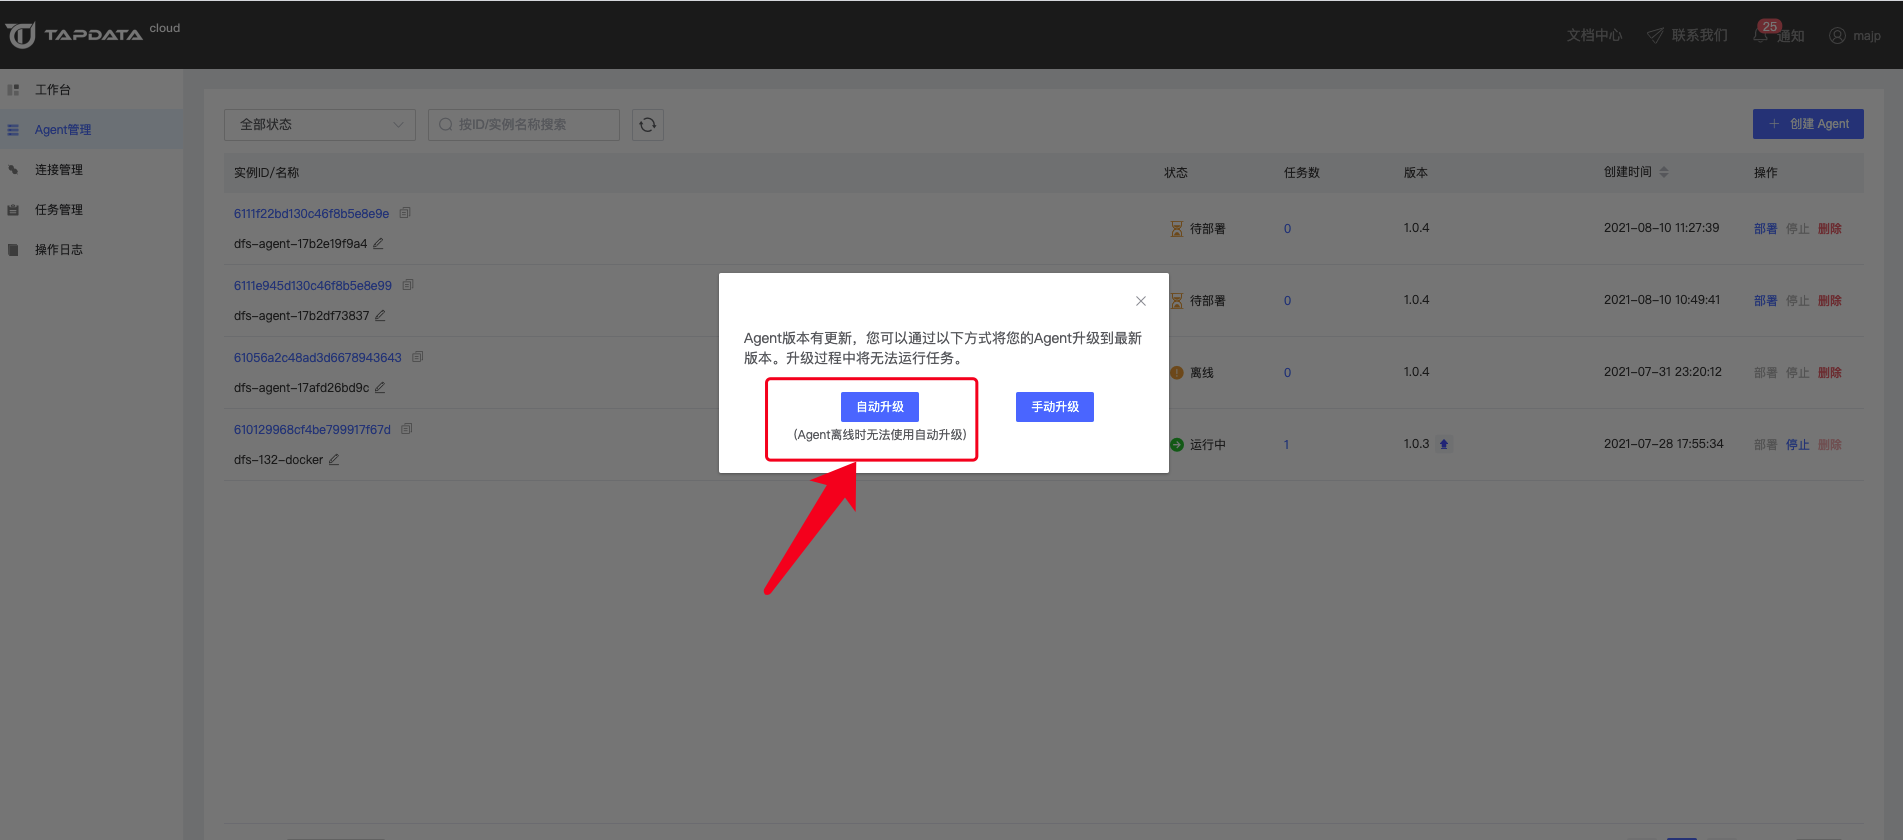 TAPDATA cloud
文档中心 联系我们 25 通知 majp
工作台
Agent管理
连接管理
任务管理
操作日志
全部状态 按ID/实例名称搜索 创建 Agent
实例ID/名称 状态 任务数 版本 创建时间 操作
6111f22bd130c46f8b5e8e9e
dfs-agent-17b2e19f9a4
待部署 0 1.0.4 2021-08-10 11:27:39 部署 停止 删除
6111e945d130c46f8b5e8e99
dfs-agent-17b2df73837
待部署 0 1.0.4 2021-08-10 10:49:41 部署 停止 删除
61056a2c48ad3d6678943643
dfs-agent-17afd26bd9c
离线 0 1.0.4 2021-07-31 23:20:12 部署 停止 删除
610129968cf4be799917f67d
dfs-132-docker
运行中 1 1.0.3 2021-07-28 17:55:34 部署 停止 删除
Agent版本有更新，您可以通过以下方式将您的Agent升级到最新
版本。升级过程中将无法运行任务。
自动升级 手动升级
(Agent离线时无法使用自动升级)